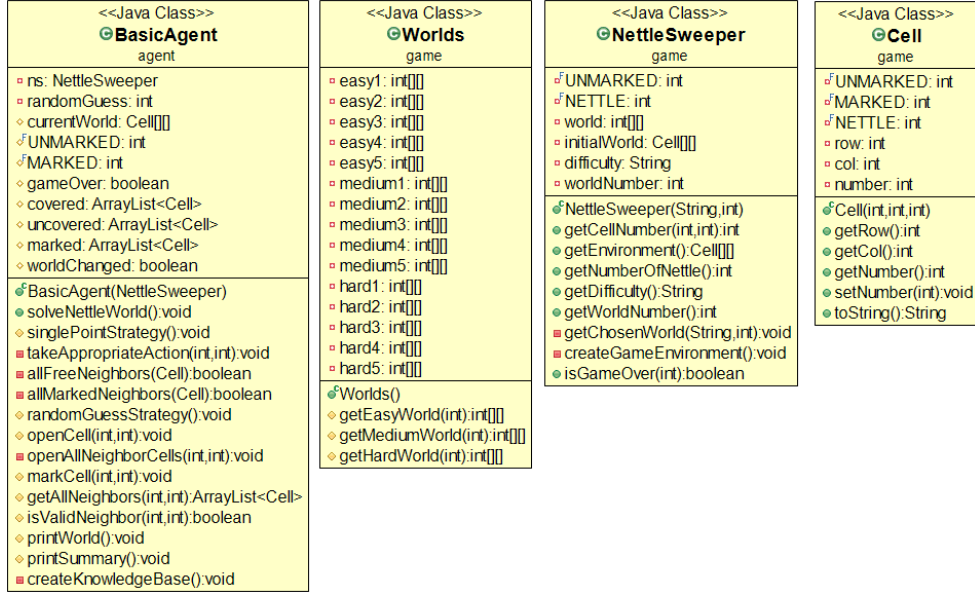 <<Java Class>>
BasicAgent
agent
ns: NettleSweeper
randomGuess: int
currentWorld: Cell[][]
UNMARKED: int
MARKED: int
gameOver: boolean
covered: ArrayList<Cell>
uncovered: ArrayList<Cell>
marked: ArrayList<Cell>
worldChanged: boolean
BasicAgent(NettleSweeper)
solveNettleWorld():void
singlePointStrategy():void
takeAppropriateAction(int,int):void
allFreeNeighbors(Cell):boolean
allMarkedNeighbors(Cell):boolean
randomGuessStrategy():void
openCell(int,int):void
openAllNeighborCells(int,int):void
markCell(int,int):void
getAllNeighbors(int,int):ArrayList<Cell>
isValidNeighbor(int,int):boolean
printWorld():void
printSummary():void
createKnowledgeBase():void
<<Java Class>>
Worlds
game
easy1: int[][]
easy2: int[][]
easy3: int[][]
easy4: int[][]
easy5: int[][]
medium1: int[][]
medium2: int[][]
medium3: int[][]
medium4: int[][]
medium5: int[][]
hard1: int[][]
hard2: int[][]
hard3: int[][]
hard4: int[][]
hard5: int[][]
Worlds()
getEasyWorld(int):int[][]
getMediumWorld(int):int[][]
getHardWorld(int):int[][]
<<Java Class>>
NettleSweeper
game
UNMARKED: int
NETTLE: int
world: int[][]
initialWorld: Cell[][]
difficulty: String
worldNumber: int
NettleSweeper(String,int)
getCellNumber(int,int):int
getEnvironment():Cell[][]
getNumberOfNettle():int
getDifficulty():String
getWorldNumber():int
getChosenWorld(String,int):void
createGameEnvironment():void
isGameOver(int):boolean
<<Java Class>>
Cell
game
UNMARKED: int
MARKED: int
NETTLE: int
row: int
col: int
number: int
Cell(int,int,int)
getRow():int
getCol():int
getNumber():int
setNumber(int):void
toString():String